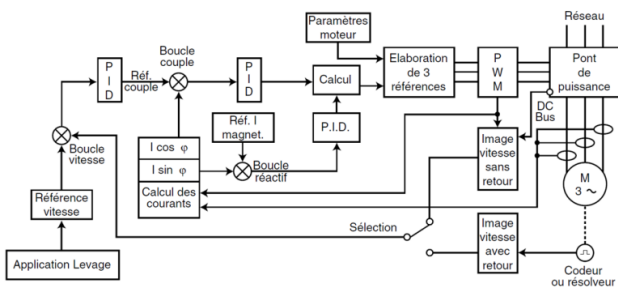 Paramètres
moteur
Réseau
Boucle
couple
P
I
D
Réf.
couple
P
I
D
Calcul
Elaboration
de 3
références
P
W
M
Pont
de
puissance
DC
Bus
Réf. I
magnet.
P.I.D.
I cos φ
I sin φ
Calcul des
courants
Boucle
réactif
Image
vitesse
sans
retour
M
3 ~
Boucle
vitesse
Référence
vitesse
Application Levage
Sélection
Image
vitesse
avec
retour
Codeur
ou résolveur